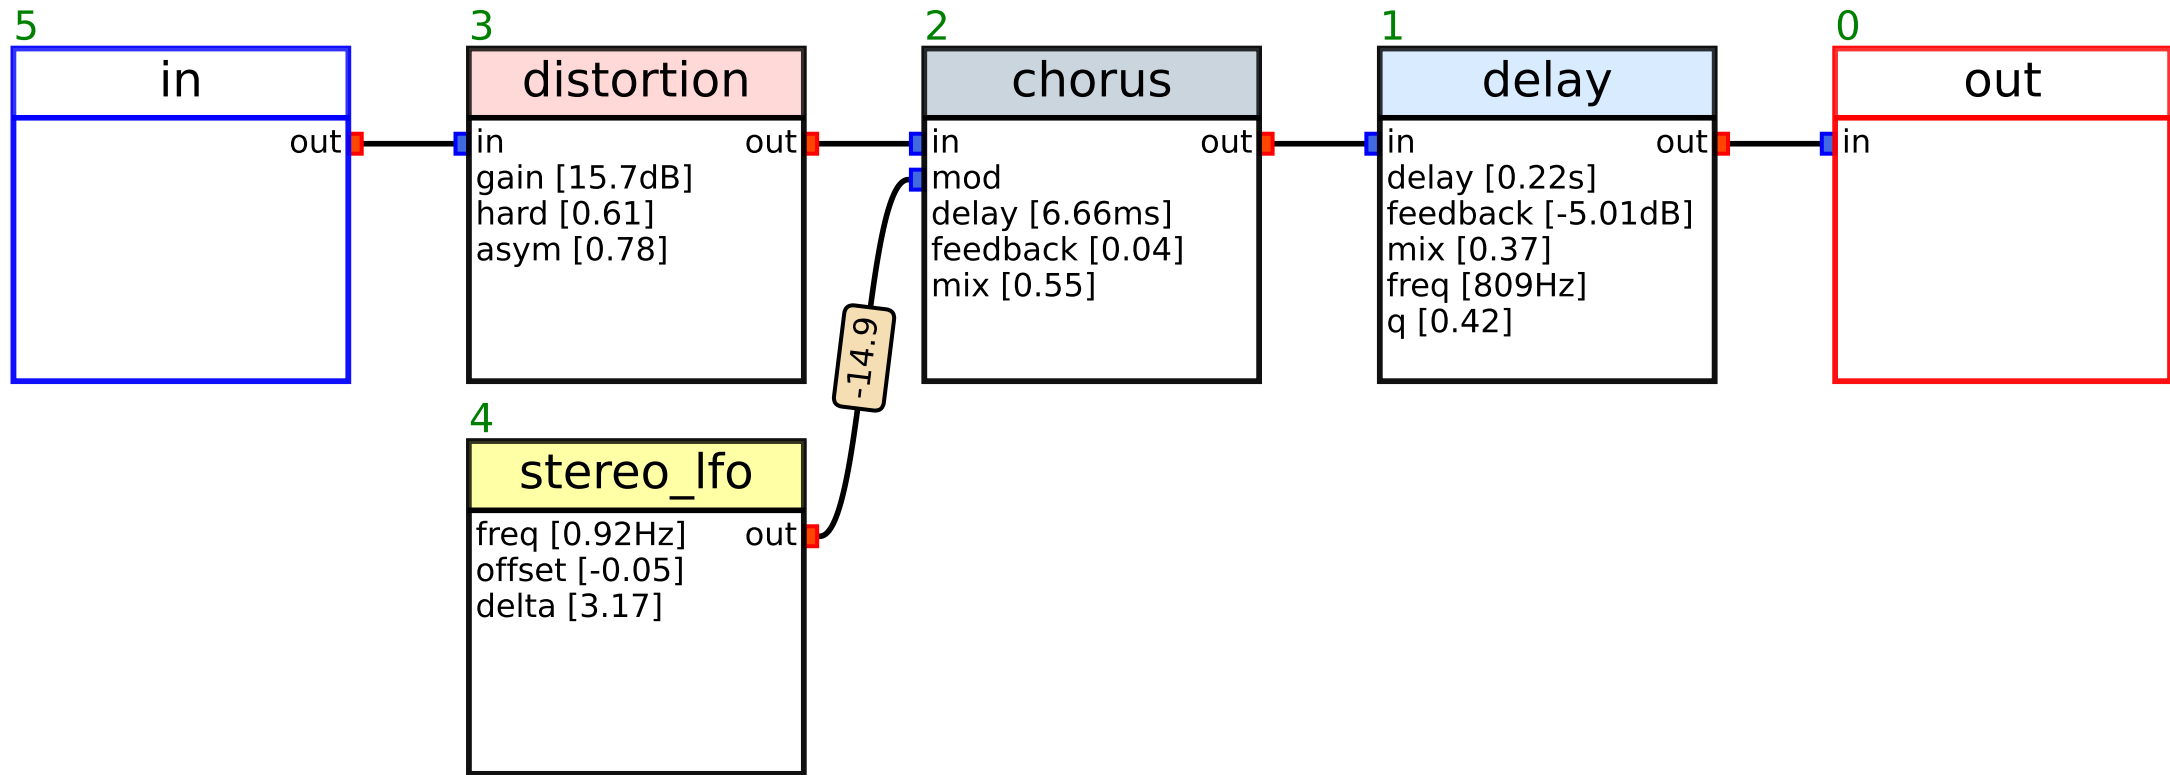 5
in
out
3
distortion
in
out
gain [15.7dB]
hard [0.61]
asym [0.78]
2
chorus
in
out
mod
delay [6.66ms]
feedback [0.04]
mix [0.55]
1
delay
in
out
delay [0.22s]
feedback [-5.01dB]
mix [0.37]
freq [809Hz]
q [0.42]
0
out
in
-14.9
4
stereo_lfo
freq [0.92Hz]
out
offset [-0.05]
delta [3.17]